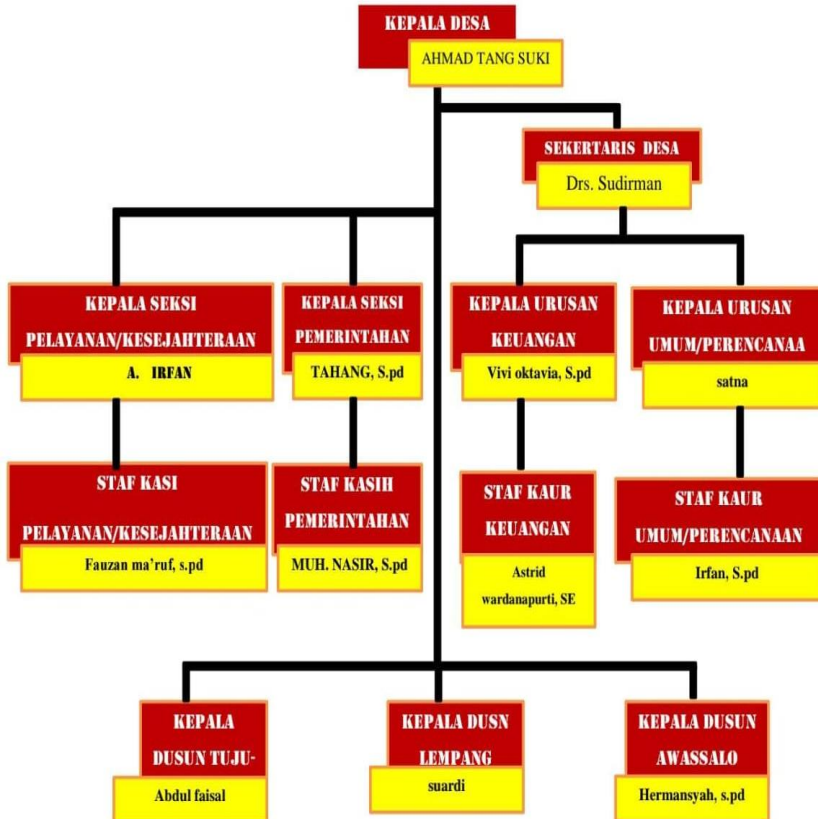 KEPALA DESA
AHMAD TANG SUKI
SEKERTARIS DESA
Drs. Sudirman
KEPALA SEKSI
PELAYANAN/KESEJAHTERAAN
A. IRFAN
KEPALA SEKSI
PEMERINTAHAN
TAHANG, S.pd
KEPALA URUSAN
KEUANGAN
Vivi oktavia, S.pd
KEPALA URUSAN
UMUM/PERENCANAA
satna
STAF KASI
PELAYANAN/KESEJAHTERAAN
Fauzan ma’ruf, s.pd
STAF KASIH
PEMERINTAHAN
MUH. NASIR, S.pd
STAF KAUR
KEUANGAN
Astrid
wardanapurti, SE
STAF KAUR
UMUM/PERENCANAAN
Irfan, S.pd
KEPALA
DUSUN TUJU-
Abdul faisal
KEPALA DUSN
LEMPANG
suardi
KEPALA DUSUN
AWASSALO
Hermansyah, s.pd